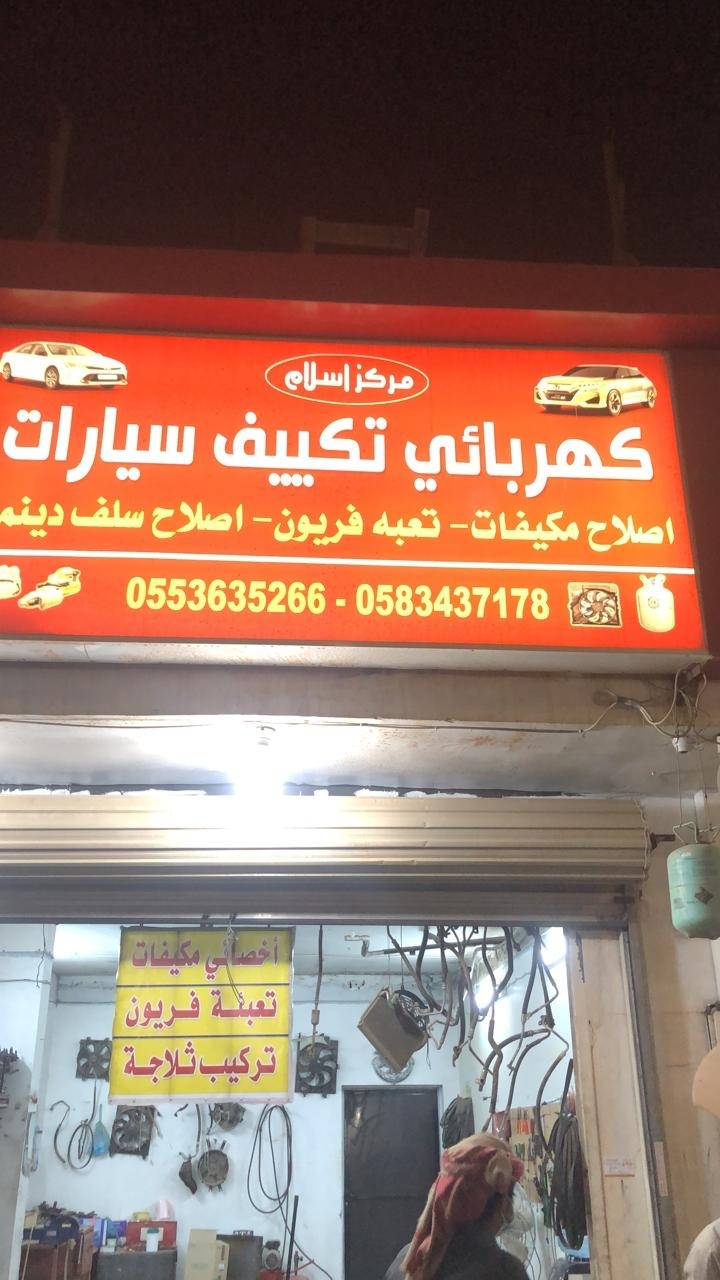 مركز اسلام
كهربائي تكييف سيارات
اصلاح مكيفات - تعبه فريون - اصلاح سلف دينم
0553635266 - 0583437178
أخصائي مكيفات
تعبئة فريون
تركيب ثلاجة